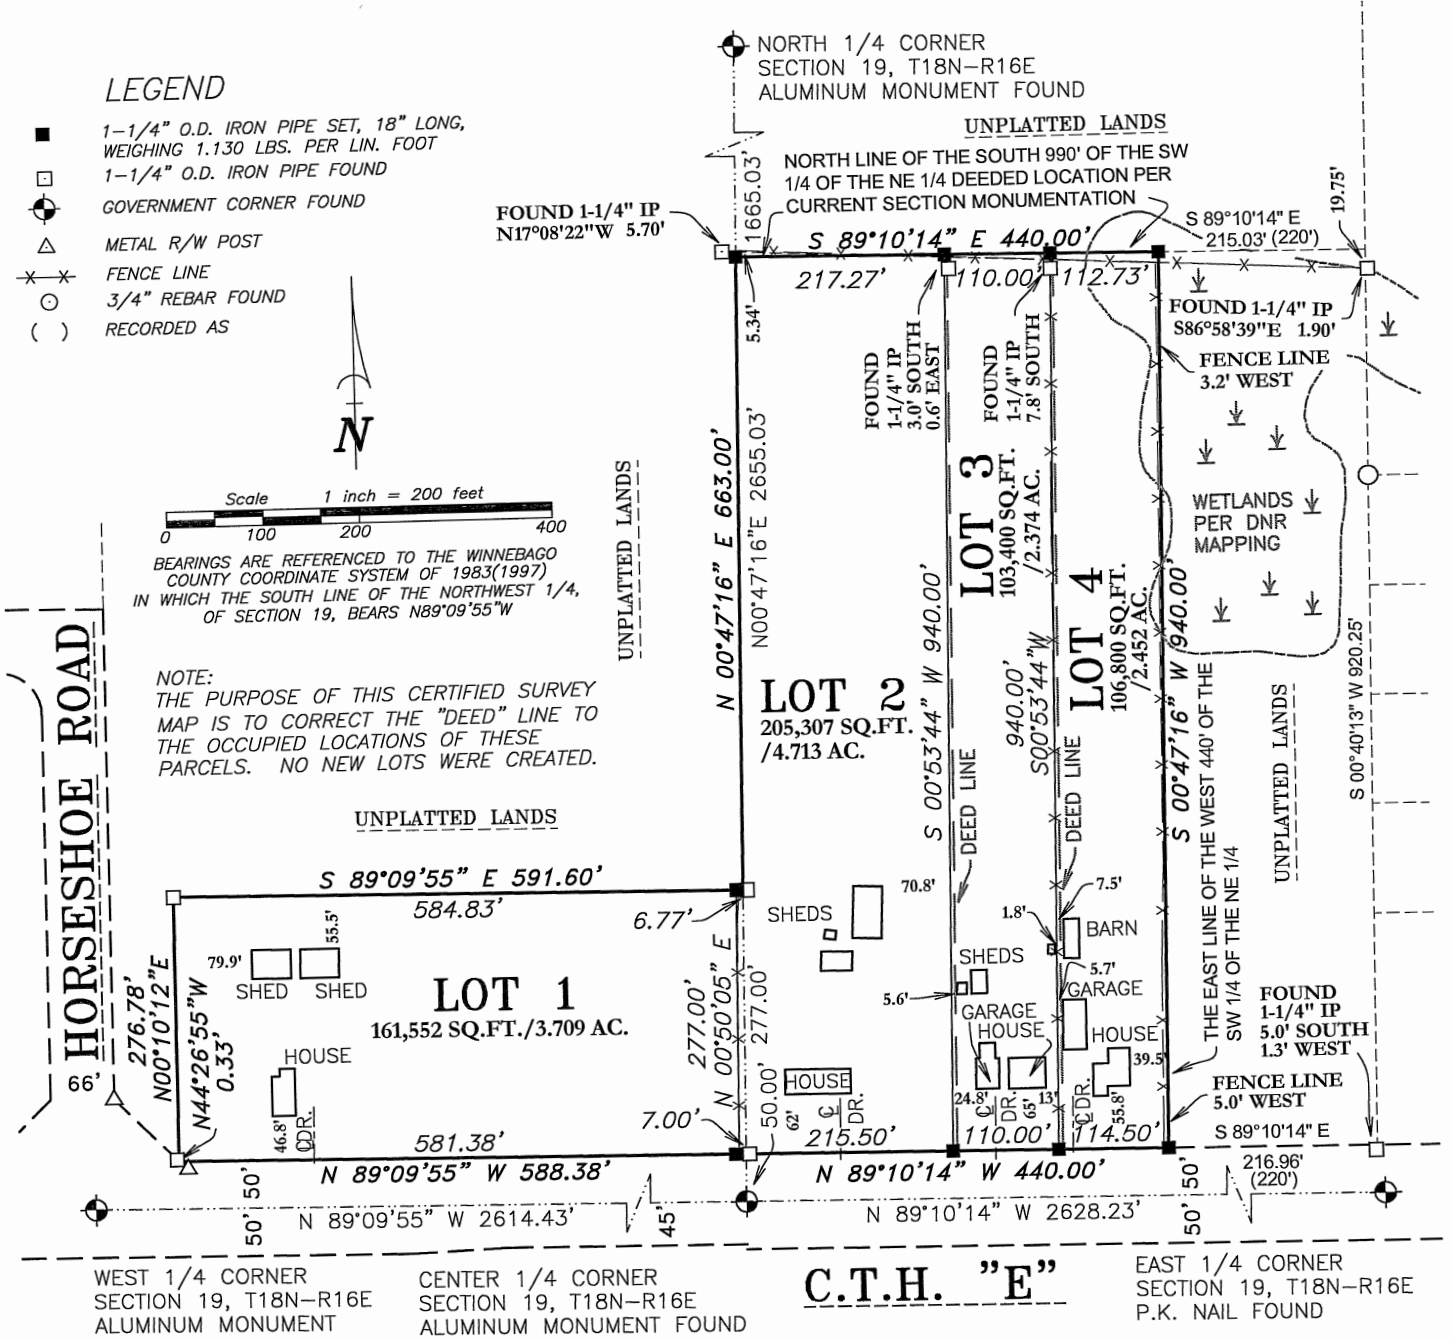 NORTH 1/4 CORNER
SECTION 19, T18N-R16E
ALUMINUM MONUMENT FOUND
LEGEND
1-1/4" O.D. IRON PIPE SET, 18" LONG,
WEIGHING 1.130 LBS. PER LIN. FOOT
1-1/4" O.D. IRON PIPE FOUND
GOVERNMENT CORNER FOUND
METAL R/W POST
FENCE LINE
3/4" REBAR FOUND
( ) RECORDED AS
UNPLATTED LANDS
NORTH LINE OF THE SOUTH 990' OF THE SW
1/4 OF THE NE 1/4 DEEDED LOCATION PER
CURRENT SECTION MONUMENTATION
1665.03'
FOUND 1-1/4" IP
N17°08'22"W 5.70'
S 89°10'14" E 440.00'
217.27'
110.00'
112.73'
S 89°10'14" E
215.03' (220')
19.75'
5.34'
FOUND 1-1/4" IP
S86°58'39"E 1.90'
FENCE LINE
3.2' WEST
FOUND
1-1/4" IP
3.0' SOUTH
0.6' EAST
FOUND
1-1/4" IP
7.8' SOUTH
N
Scale 1 inch = 200 feet
0 100 200 400
BEARINGS ARE REFERENCED TO THE WINNEBAGO
COUNTY COORDINATE SYSTEM OF 1983(1997)
IN WHICH THE SOUTH LINE OF THE NORTHWEST 1/4,
OF SECTION 19, BEARS N89°09'55"W
UNPLATTED LANDS
N 00°47'16" E 663.00'
N00°47'16"E 2655.03'
LOT 3
103,400 SQ.FT.
/2.374 AC.
LOT 4
106,800 SQ.FT.
/2.452 AC.
WETLANDS
PER DNR
MAPPING
HORSESHOE ROAD
NOTE:
THE PURPOSE OF THIS CERTIFIED SURVEY
MAP IS TO CORRECT THE "DEED" LINE TO
THE OCCUPIED LOCATIONS OF THESE
PARCELS. NO NEW LOTS WERE CREATED.
LOT 2
205,307 SQ.FT.
/4.713 AC.
S 00°53'44" W 940.00'
DEED LINE
940.00'
S00°53'44"W
DEED LINE
S 00°47'16" W 940.00'
THE EAST LINE OF THE WEST 440' OF THE
SW 1/4 OF THE NE 1/4
UNPLATTED LANDS
S 00°40'13" W 920.25'
UNPLATTED LANDS
S 89°09'55" E 591.60'
584.83'
6.77'
SHEDS
70.8'
1.8'
7.5'
BARN
SHEDS
5.6'
5.7'
GARAGE
GARAGE
HOUSE
HOUSE
39.5'
79.9'
55.5'
SHED
SHED
LOT 1
161,552 SQ.FT./3.709 AC.
276.78'
N00°10'12"E
N44°26'55"W
0.33'
66'
HOUSE
46.8'
CDR.
277.00'
N 00°50'05" E
277.00'
50.00'
HOUSE
62'
℄
DR.
24.8'
℄
DR.
65'
13'
℄ DR.
55.8'
FOUND
1-1/4" IP
5.0' SOUTH
1.3' WEST
FENCE LINE
5.0' WEST
581.38'
7.00'
215.50'
110.00'
114.50'
S 89°10'14" E
216.96'
(220')
N 89°09'55" W 588.38'
N 89°10'14" W 440.00'
50'
50'
N 89°09'55" W 2614.43'
45'
N 89°10'14" W 2628.23'
50'
50'
WEST 1/4 CORNER
SECTION 19, T18N-R16E
ALUMINUM MONUMENT
CENTER 1/4 CORNER
SECTION 19, T18N-R16E
ALUMINUM MONUMENT FOUND
C.T.H. "E"
EAST 1/4 CORNER
SECTION 19, T18N-R16E
P.K. NAIL FOUND